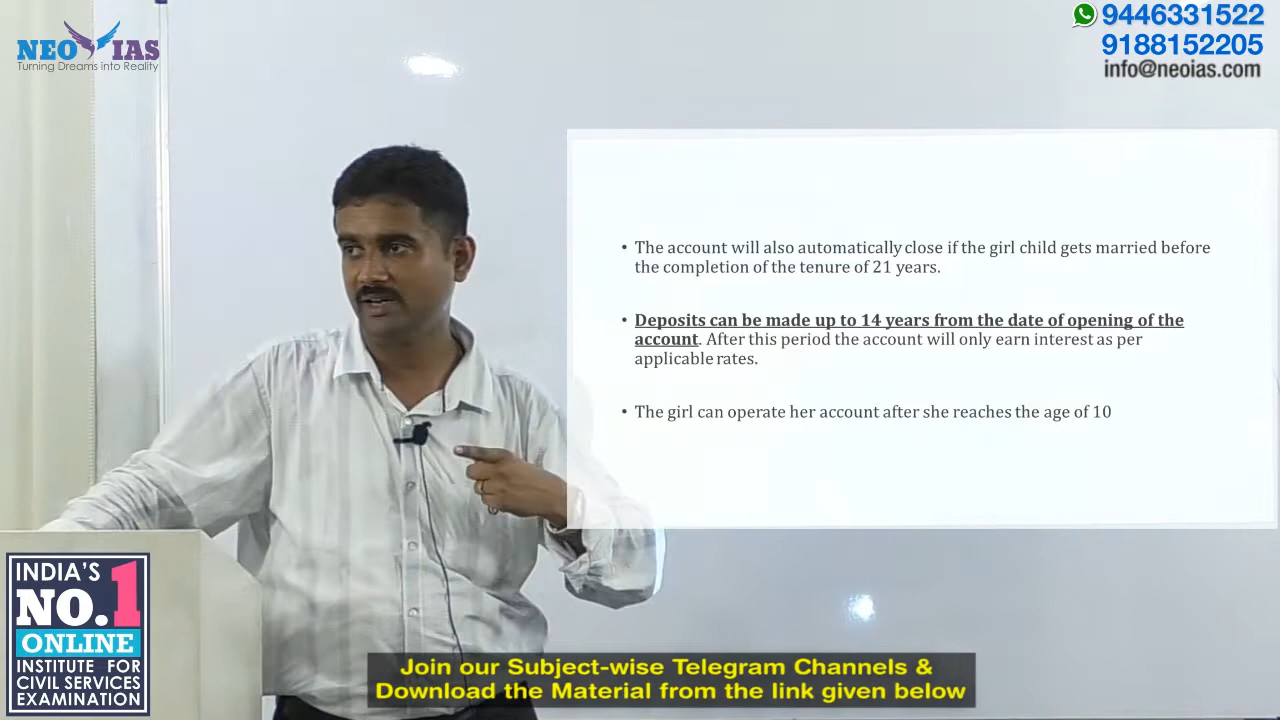 NEO IAS
Turning Dreams into Reality
9446331522
9188152205
info@neoias.com
• The account will also automatically close if the girl child gets married before
the completion of the tenure of 21 years.
• Deposits can be made up to 14 years from the date of opening of the
account. After this period the account will only earn interest as per
applicable rates.
• The girl can operate her account after she reaches the age of 10
INDIA'S
NO.1
ONLINE
INSTITUTE FOR
CIVIL SERVICES
EXAMINATION
Join our Subject-wise Telegram Channels &
Download the Material from the link given below